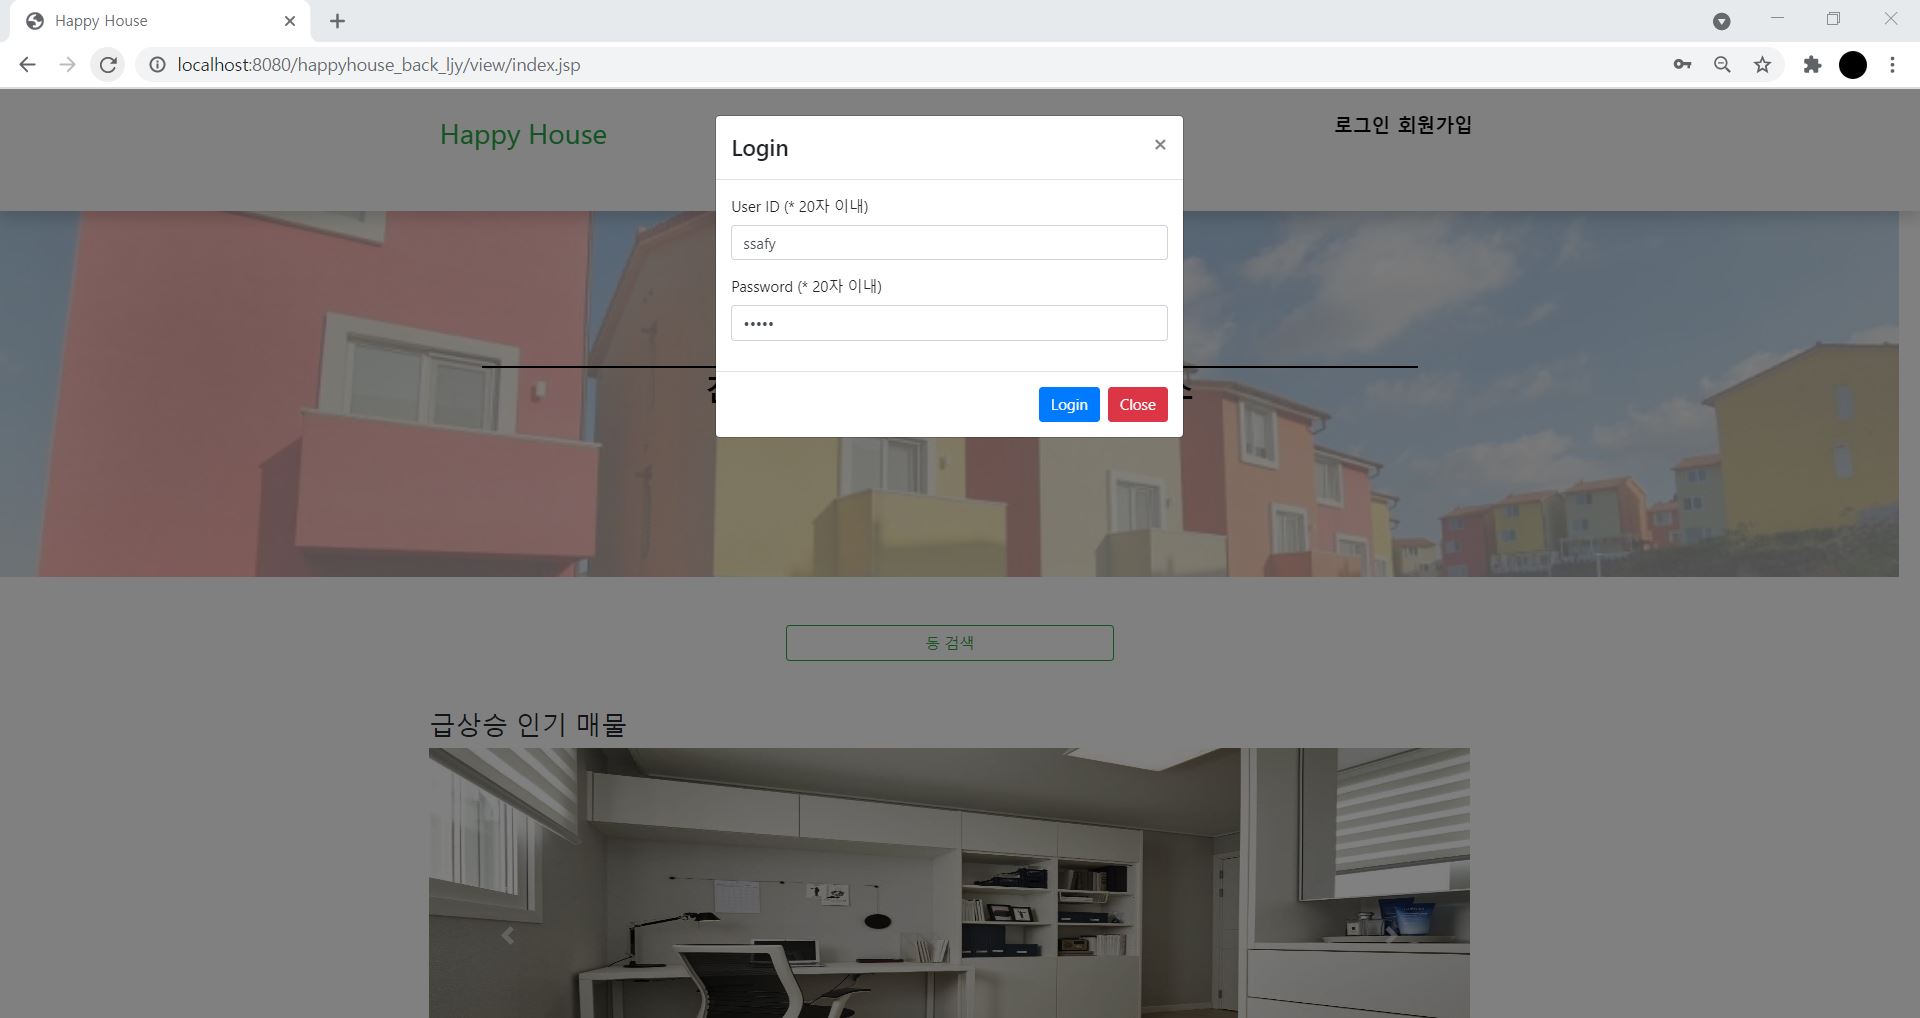 Happy House
localhost:8080/happyhouse_back_ljy/view/index.jsp
Happy House
로그인 회원가입
Login
User ID (* 20자 이내)
ssafy
Password (* 20자 이내)
•••••
Login Close
동 검색
급상승 인기 매물